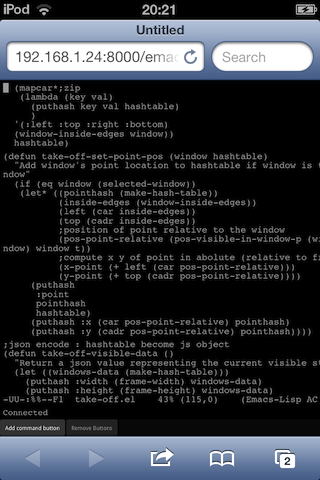 iPod 20:21
Untitled
192.168.1.24:8000/emac Search
(mapcar*;zip
(lambda (key val)
(puthash key val hashtable)
)
'(:left :top :right :bottom)
(window-inside-edges window))
hashtable)
(defun take-off-set-point-pos (window hashtable)
"Add window's point location to hashtable if window is
ndow"
(if (eq window (selected-window))
(let* ((pointhash (make-hash-table))
(inside-edges (window-inside-edges))
(left (car inside-edges))
(top (cadr inside-edges))
;position of point relative to the window
(pos-point-relative (pos-visible-in-window-p (wi
ndow) window t))
;compute x y of point in abolute (relative to fr
(x-point (+ left (car pos-point-relative)))
(y-point (+ top (cadr pos-point-relative))))
(puthash
:point
pointhash
hashtable)
(puthash :x (car pos-point-relative) pointhash)
(puthash :y (cadr pos-point-relative) pointhash))))
;json encode : hashtable become js object
(defun take-off-visible-data ()
"Return a json value representing the current visible st
(let ((windows-data (make-hash-table)))
(puthash :width (frame-width) windows-data)
(puthash :height (frame-height) windows-data)
-UU-:%%--F1 take-off.el 43% (115,0) (Emacs-Lisp AC
Connected
Add command button Remove Buttons
2